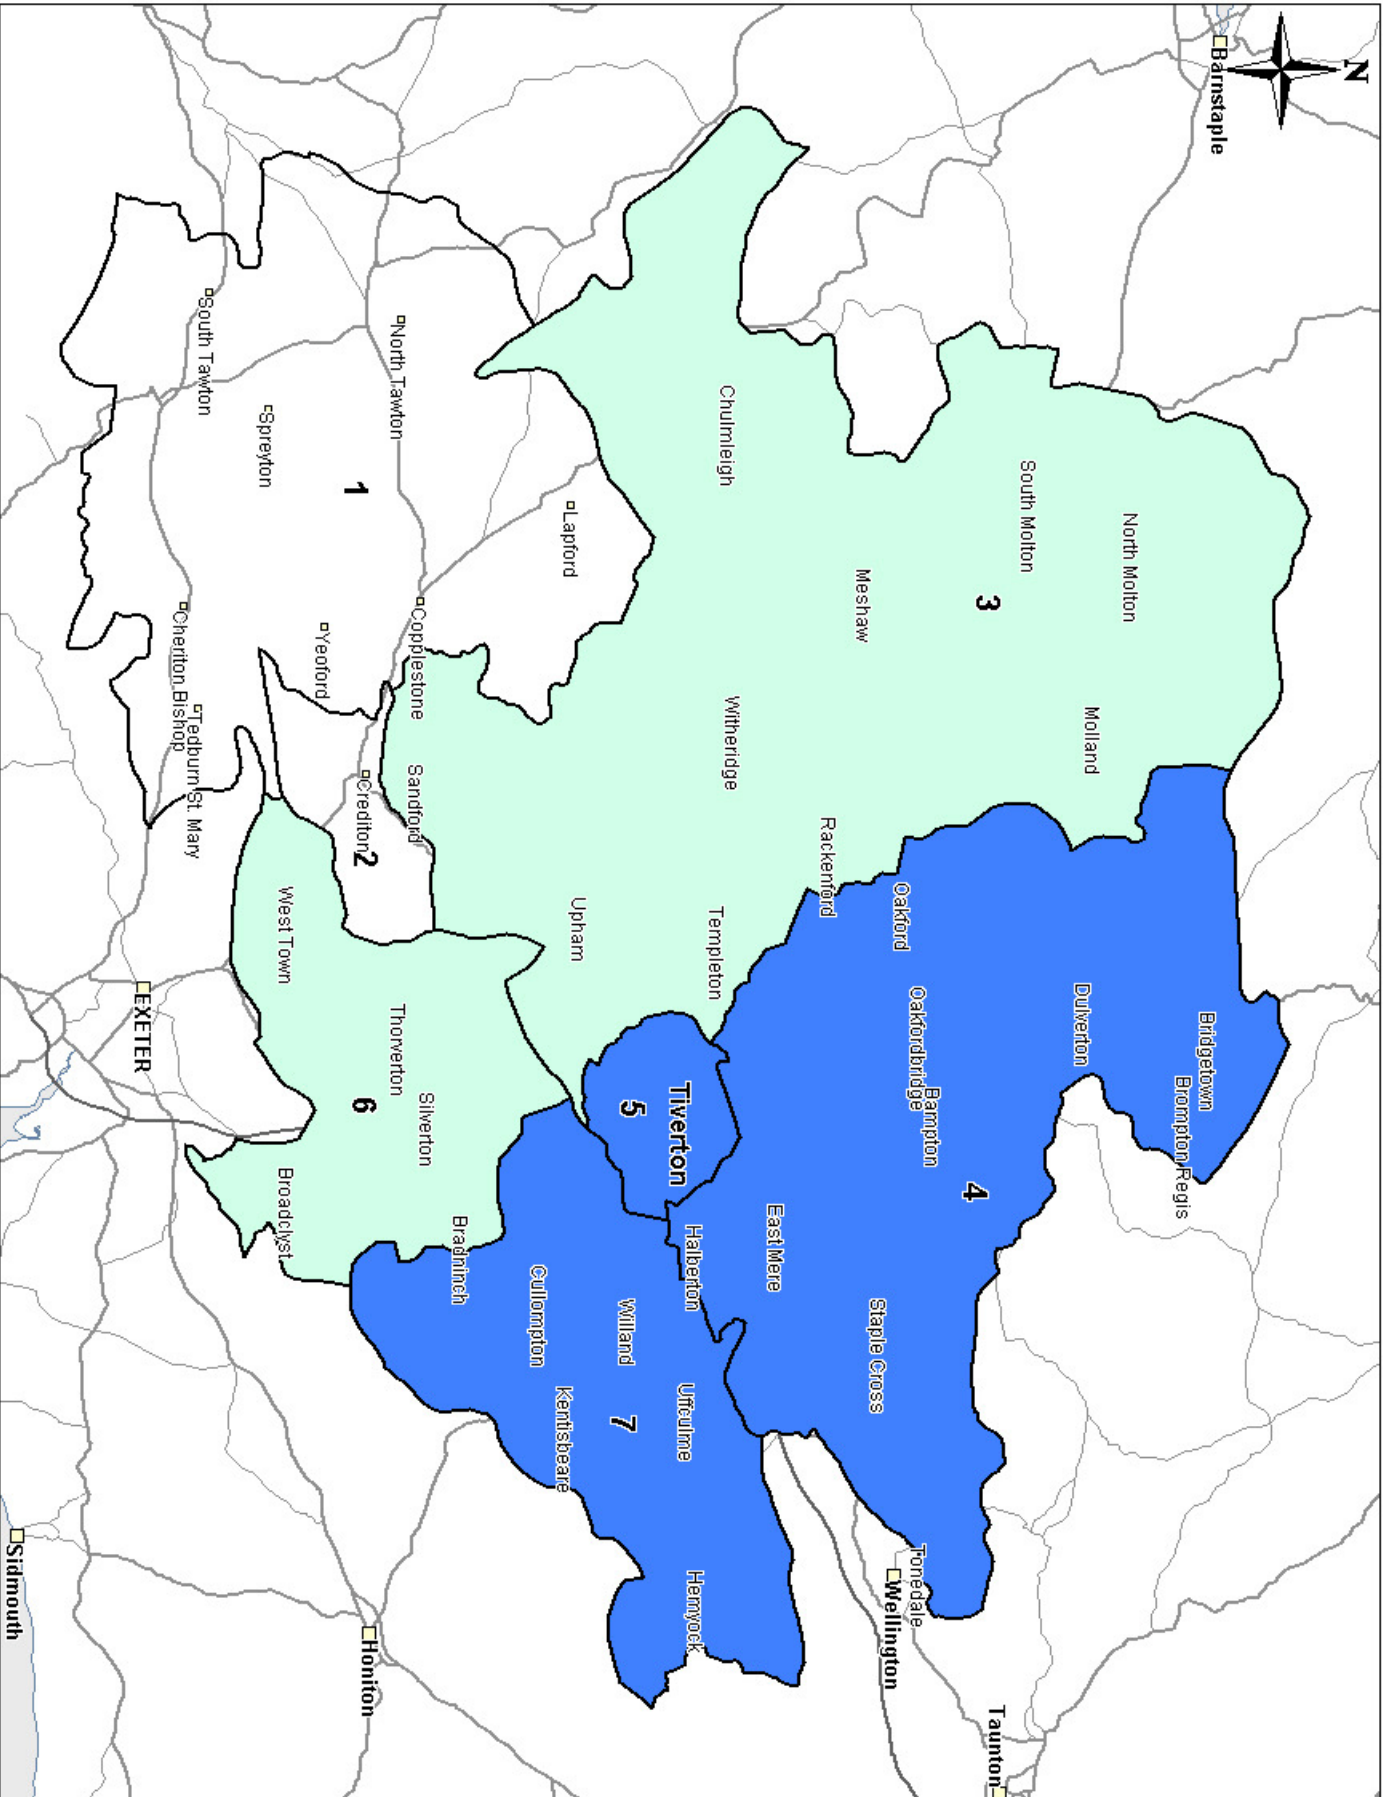 N
Barnstaple
North Molton
South Molton
3
Molland
Bridgetown
Brompton Regis
Dulverton
Chulmleigh
Meshaw
Witheridge
Rackenford
Oakford
Oakfordbridge
Bampton
4
Templeton
Upham
Tiverton
5
East Mere
Staple Cross
Halberton
Tonedale
Wellington
Taunton
Lapford
North Tawton
1
Copplestone
Sandford
Spreyton
South Tawton
Yeoford
Crediton
2
Cheriton Bishop
Tedburn St. Mary
West Town
Thorverton
Silverton
6
Bradninch
Broadclyst
Cullompton
Willand
Uffculme
7
Kentisbeare
Hemyock
EXETER
Honiton
Sidmouth